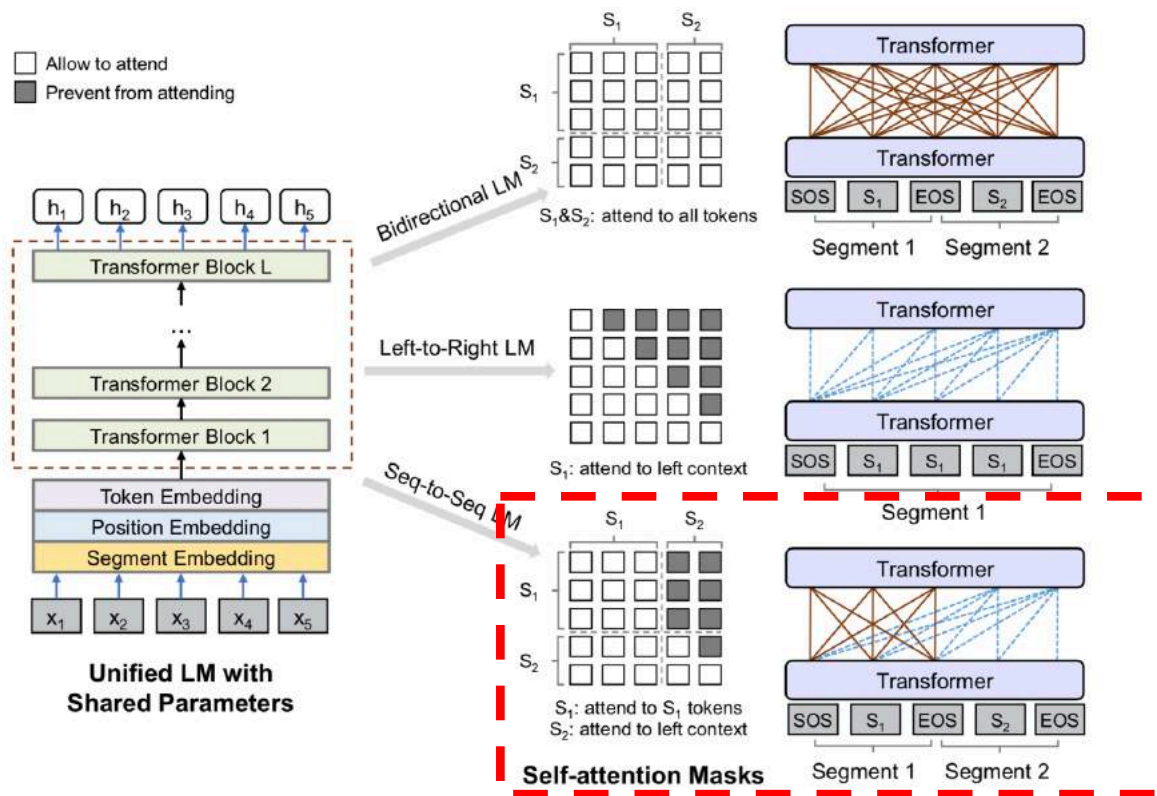 Allow to attend
Prevent from attending
h1 h2 h3 h4 h5
Transformer Block L
...
Transformer Block 2
Transformer Block 1
Token Embedding
Position Embedding
Segment Embedding
x1 x2 x3 x4 x5
Unified LM with
Shared Parameters
Bidirectional LM
Left-to-Right LM
Seq-to-Seq LM
S1 S2
S1
S2
S1&S2: attend to all tokens
Transformer
Transformer
SOS S1 EOS S2 EOS
Segment 1 Segment 2
S1: attend to left context
Transformer
Transformer
SOS S1 S1 S1 EOS
Segment 1
S1 S2
S1
S2
S1: attend to S1 tokens
S2: attend to left context
Transformer
Transformer
SOS S1 EOS S2 EOS
Segment 1 Segment 2
Self-attention Masks